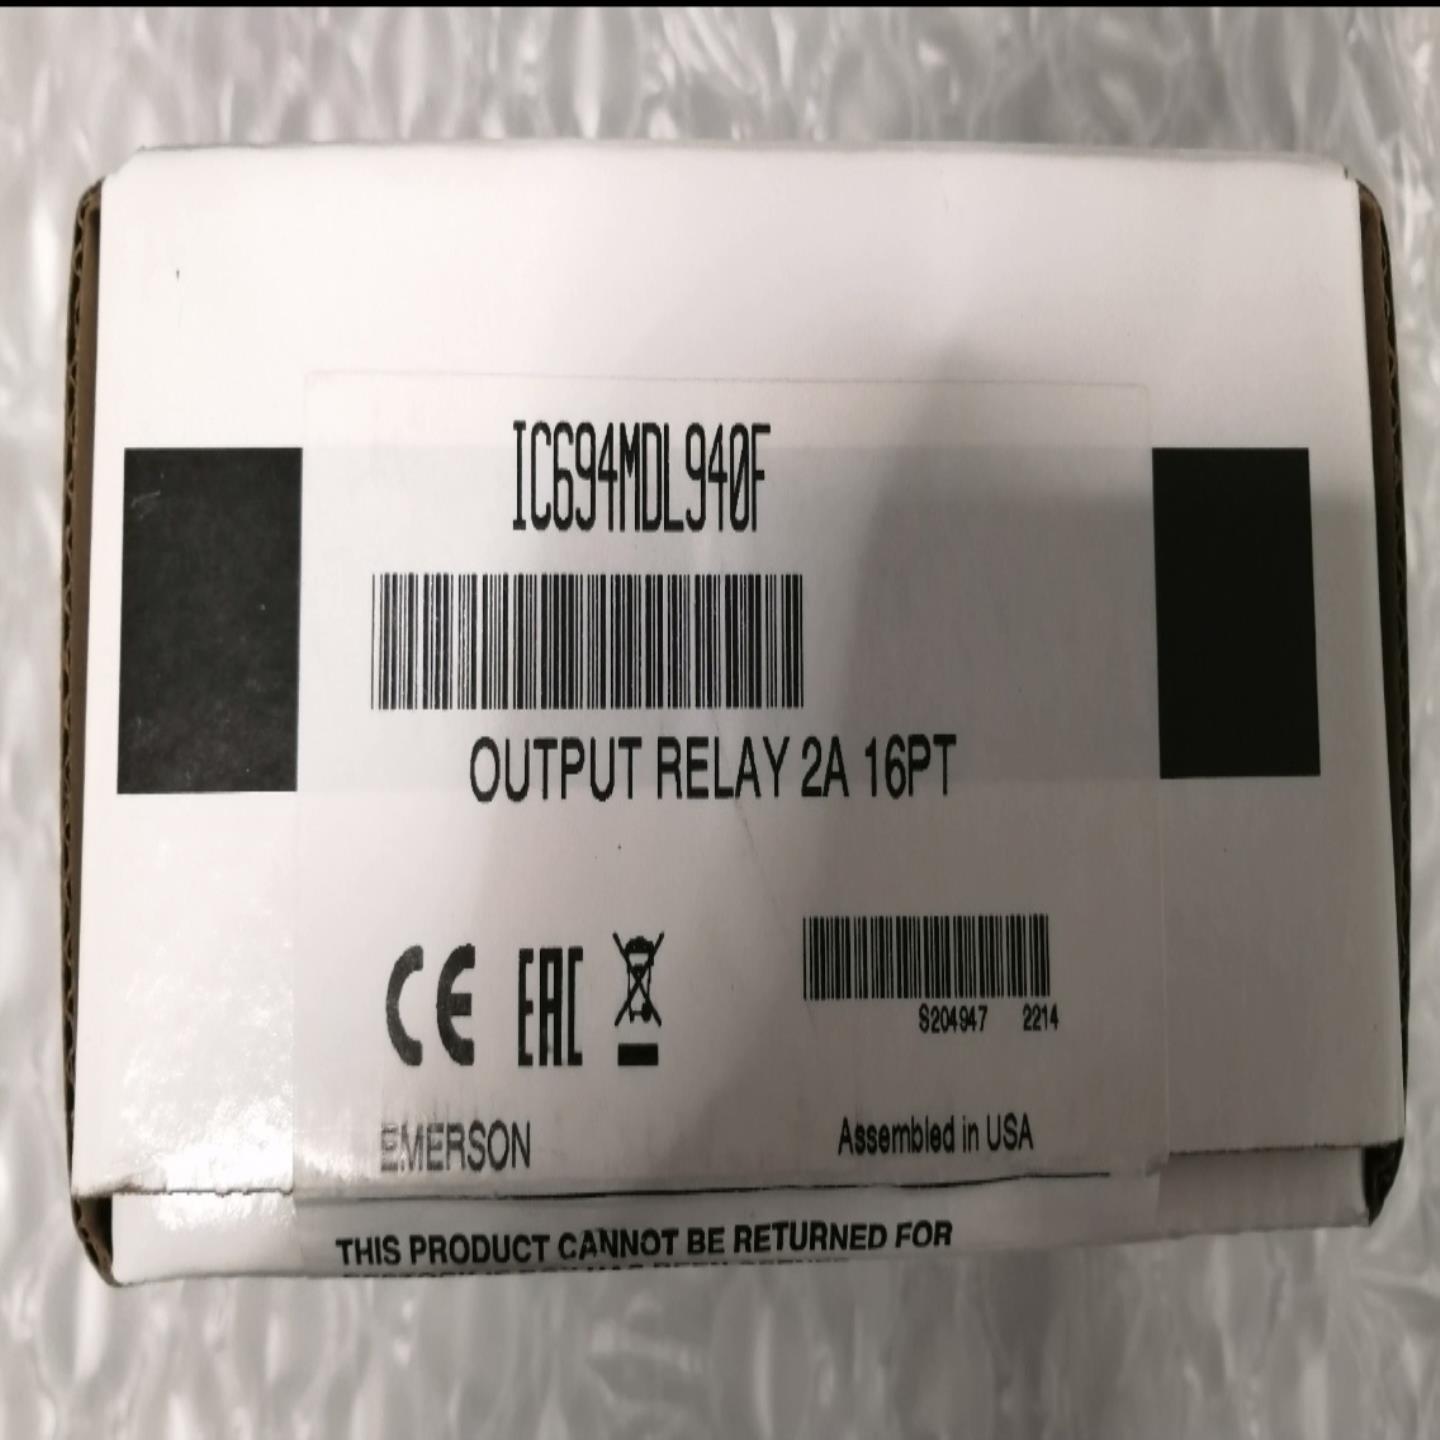 IC694MDL940F
OUTPUT RELAY 2A 16PT
CE EAC
S204947 2214
EMERSON
Assembled in USA
THIS PRODUCT CANNOT BE RETURNED FOR